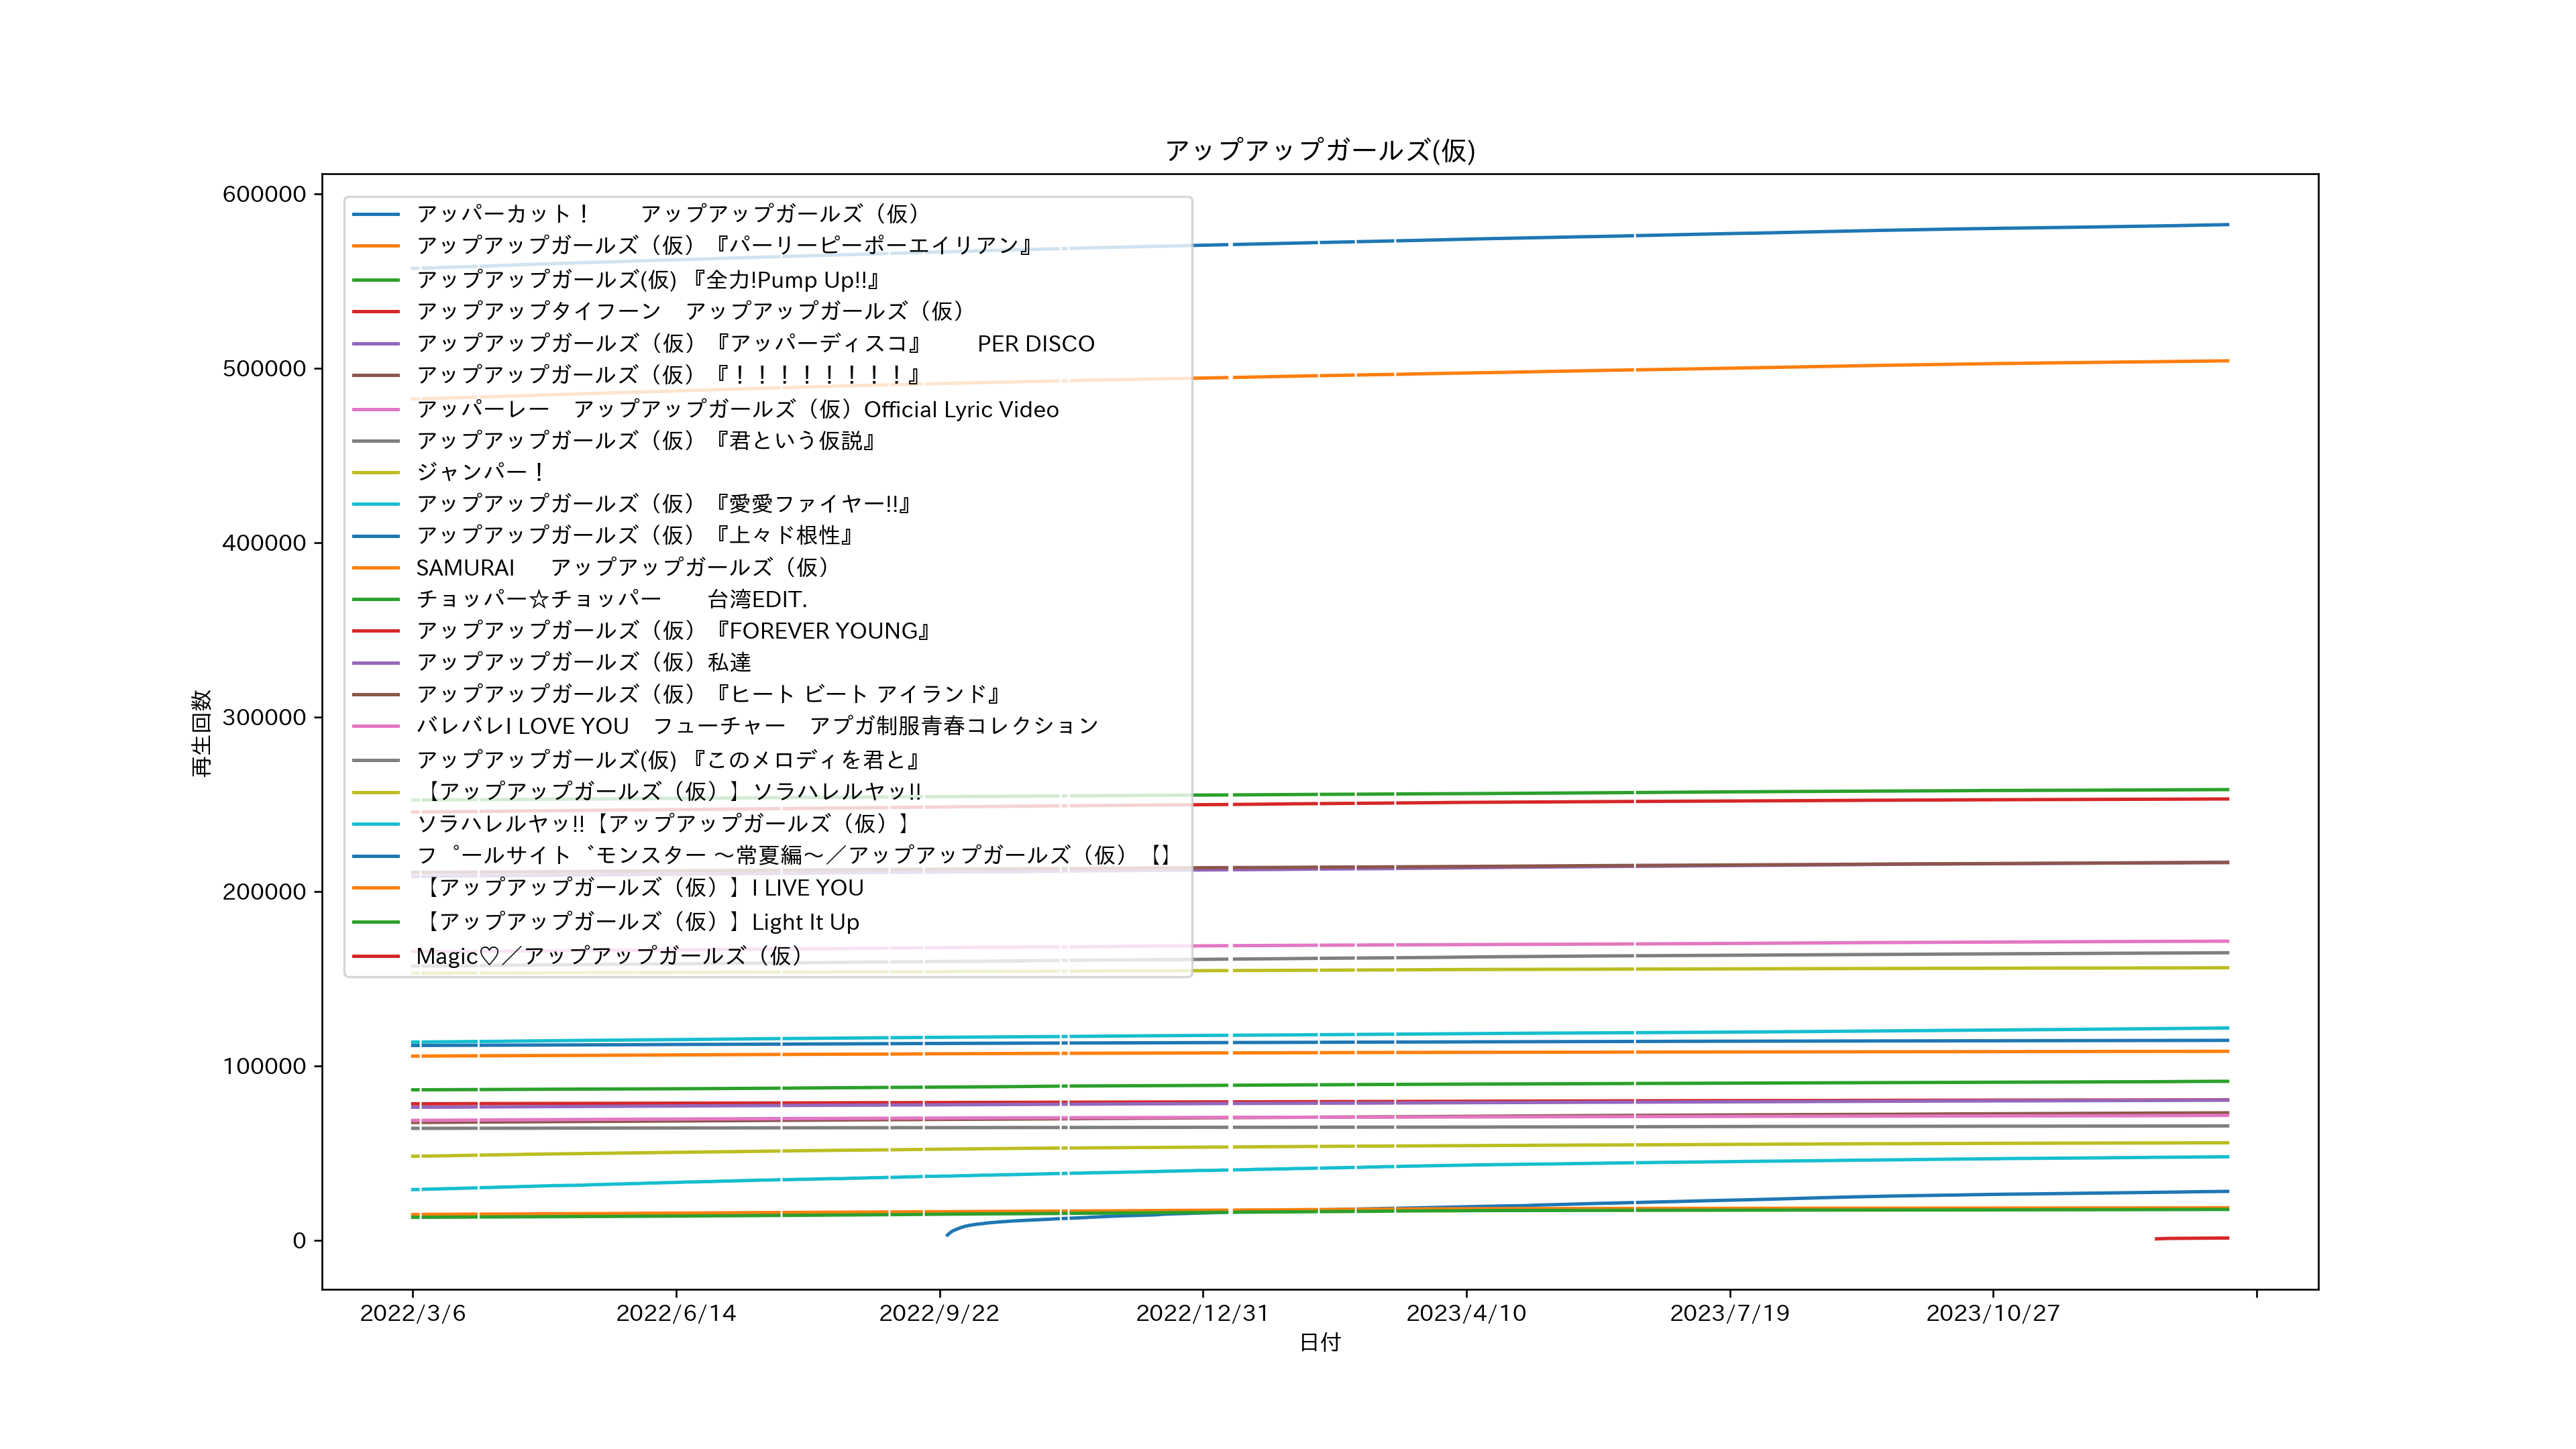 アップアップガールズ(仮)
600000
500000
400000
300000
200000
100000
0
再生回数
アッパーカット！　　アップアップガールズ（仮）
アップアップガールズ（仮）『パーリーピーポーエイリアン』
アップアップガールズ(仮) 『全力!Pump Up!!』
アップアップタイフーン　アップアップガールズ（仮）
アップアップガールズ（仮）『アッパーディスコ』　　PER DISCO
アップアップガールズ（仮）『！！！！！！！！』
アッパーレー　アップアップガールズ（仮）Official Lyric Video
アップアップガールズ（仮）『君という仮説』
ジャンパー！
アップアップガールズ（仮）『愛愛ファイヤー!!』
アップアップガールズ（仮）『上々ド根性』
SAMURAI　 アップアップガールズ（仮）
チョッパー☆チョッパー　　台湾EDIT.
アップアップガールズ（仮）『FOREVER YOUNG』
アップアップガールズ（仮）私達
アップアップガールズ（仮）『ヒート ビート アイランド』
バレバレI LOVE YOU　フューチャー　アプガ制服青春コレクション
アップアップガールズ(仮) 『このメロディを君と』
【アップアップガールズ（仮）】ソラハレルヤッ!!
ソラハレルヤッ!!【アップアップガールズ（仮）】
フ゜ールサイト゛モンスター ～常夏編～／アップアップガールズ（仮）【】
【アップアップガールズ（仮）】I LIVE YOU
【アップアップガールズ（仮）】Light It Up
Magic♡／アップアップガールズ（仮）
2022/3/6 2022/6/14 2022/9/22 2022/12/31 2023/4/10 2023/7/19 2023/10/27
日付